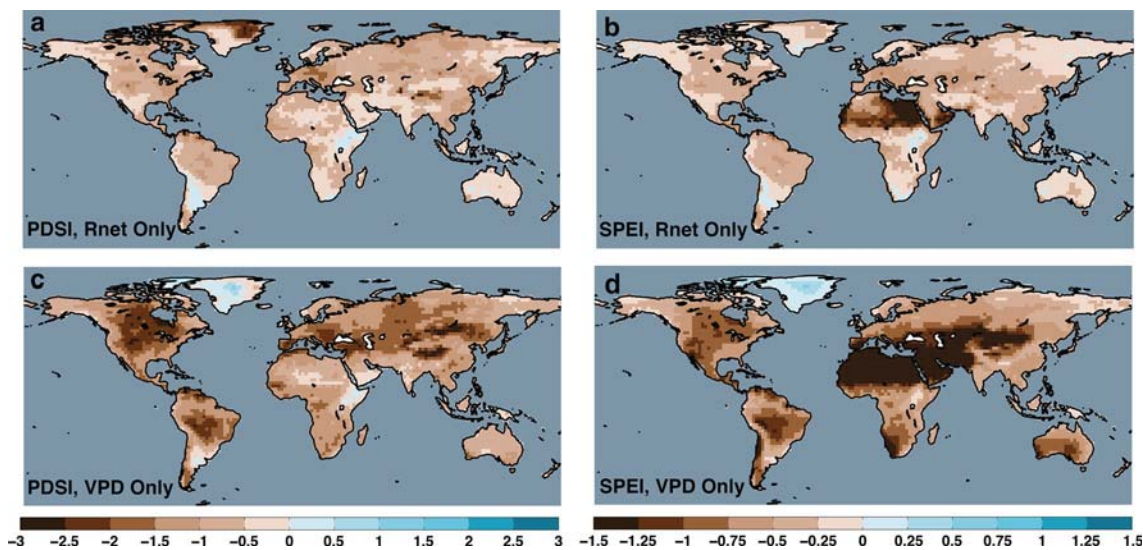 a
b
PDSI, Rnet Only
SPEI, Rnet Only
c
d
PDSI, VPD Only
SPEI, VPD Only
−3 −2.5 −2 −1.5 −1 −0.5 0 0.5 1 1.5 2 2.5 3
−1.5 −1.25 −1 −0.75 −0.5 −0.25 0 0.25 0.5 0.75 1 1.25 1.5